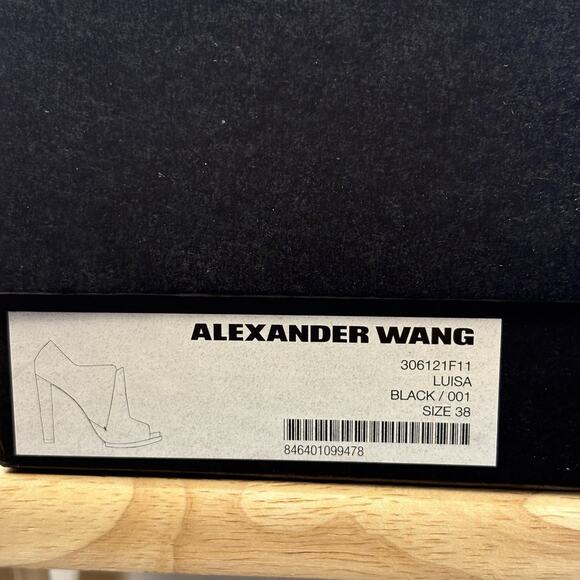 ALEXANDER WANG
306121F11
LUISA
BLACK / 001
SIZE 38
846401099478